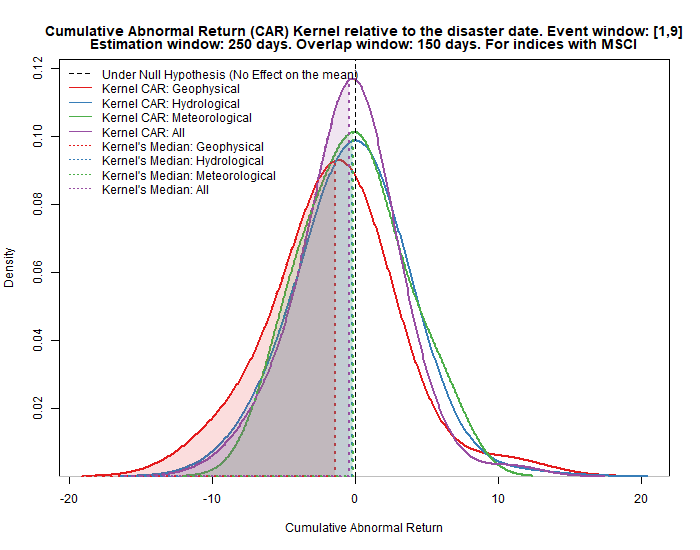 Cumulative Abnormal Return (CAR) Kernel relative to the disaster date. Event window: [1,9]
Estimation window: 250 days. Overlap window: 150 days. For indices with MSCI
Under Null Hypothesis (No Effect on the mean)
Kernel CAR: Geophysical
Kernel CAR: Hydrological
Kernel CAR: Meteorological
Kernel CAR: All
Kernel's Median: Geophysical
Kernel's Median: Hydrological
Kernel's Median: Meteorological
Kernel's Median: All
Density
0.12
0.10
0.08
0.06
0.04
0.02
-20 -10 0 10 20
Cumulative Abnormal Return